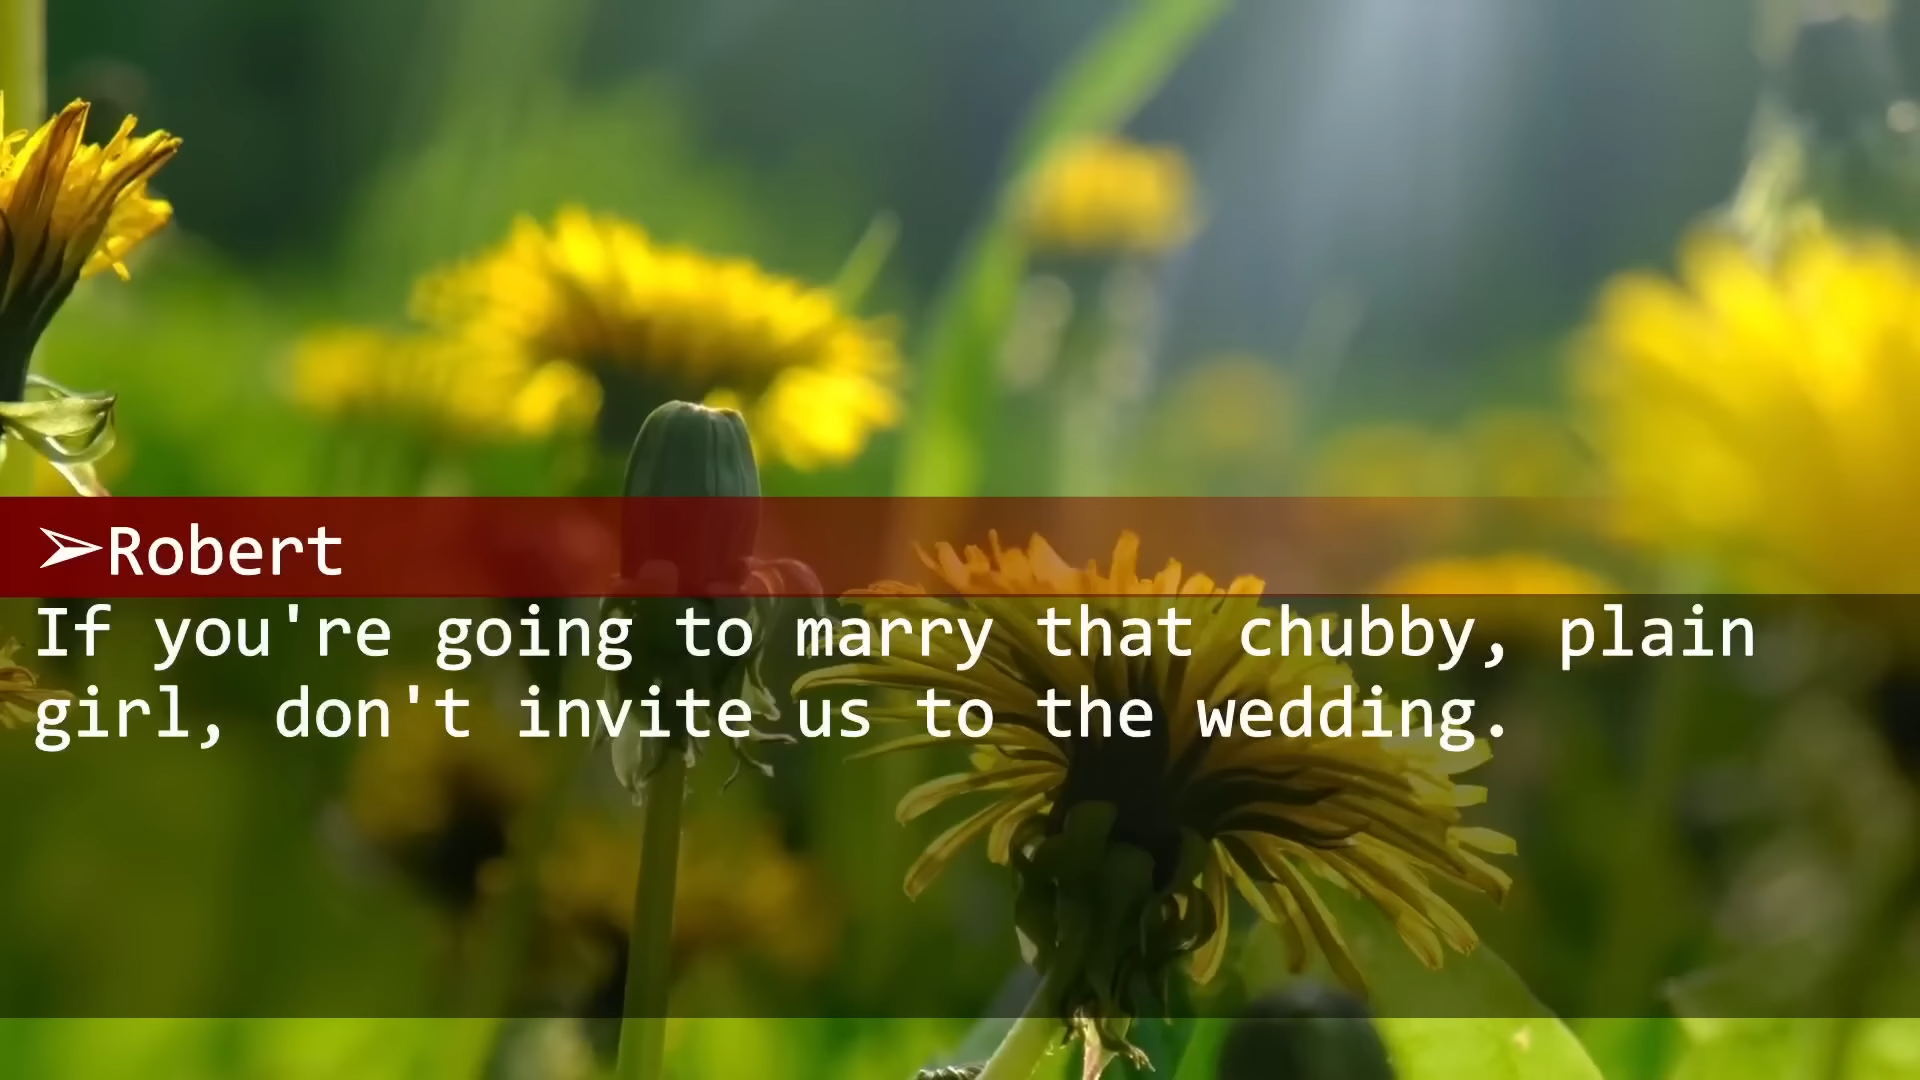 ➢Robert
If you're going to marry that chubby, plain
girl, don't invite us to the wedding.